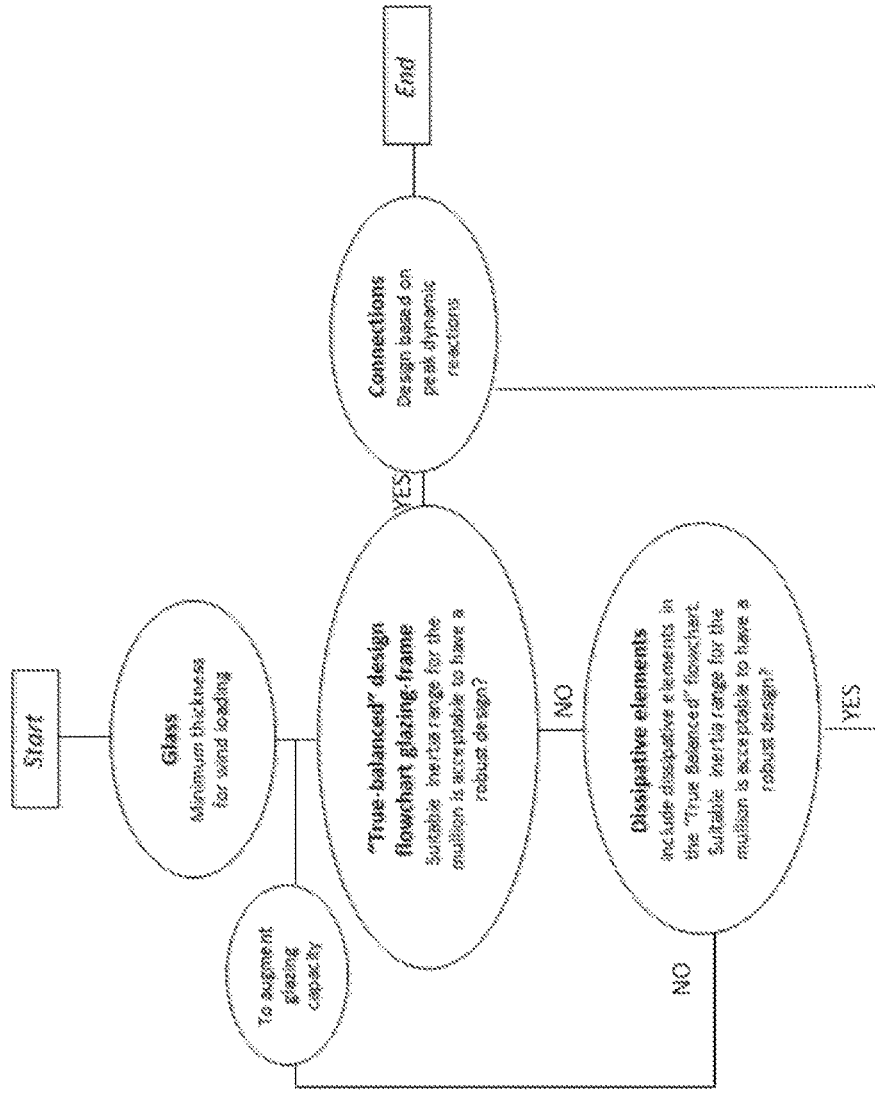 Start
Glass
Minimum thickness
for wind loading
To augment
glazing
capacity
"True-balanced" design
flowchart glazing-frame
Suitable inertia range for the
mullion is acceptable to have a
robust design?
YES
Connections
Design based on
peak dynamic
reactions
End
NO
Dissipative elements
include dissipative elements in
the "True Balanced" flowchart.
Suitable inertia range for the
mullion is acceptable to have a
robust design?
NO
YES